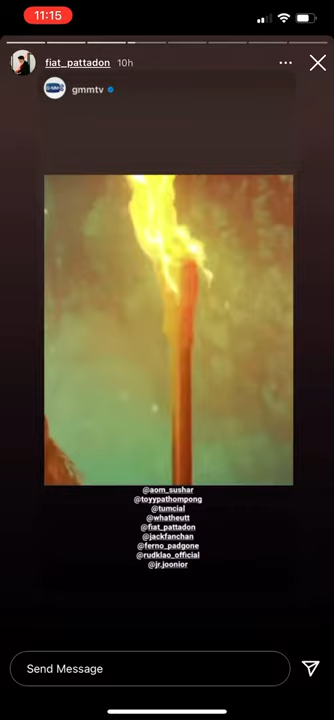 11:15
fiat_pattadon 10h
gmmtv
@aom_sushar
@toyypathompong
@tumcial
@whatheutt
@fiat_pattadon
@jackfanchan
@ferno_padgone
@rudklao_official
@jr.joonior
Send Message